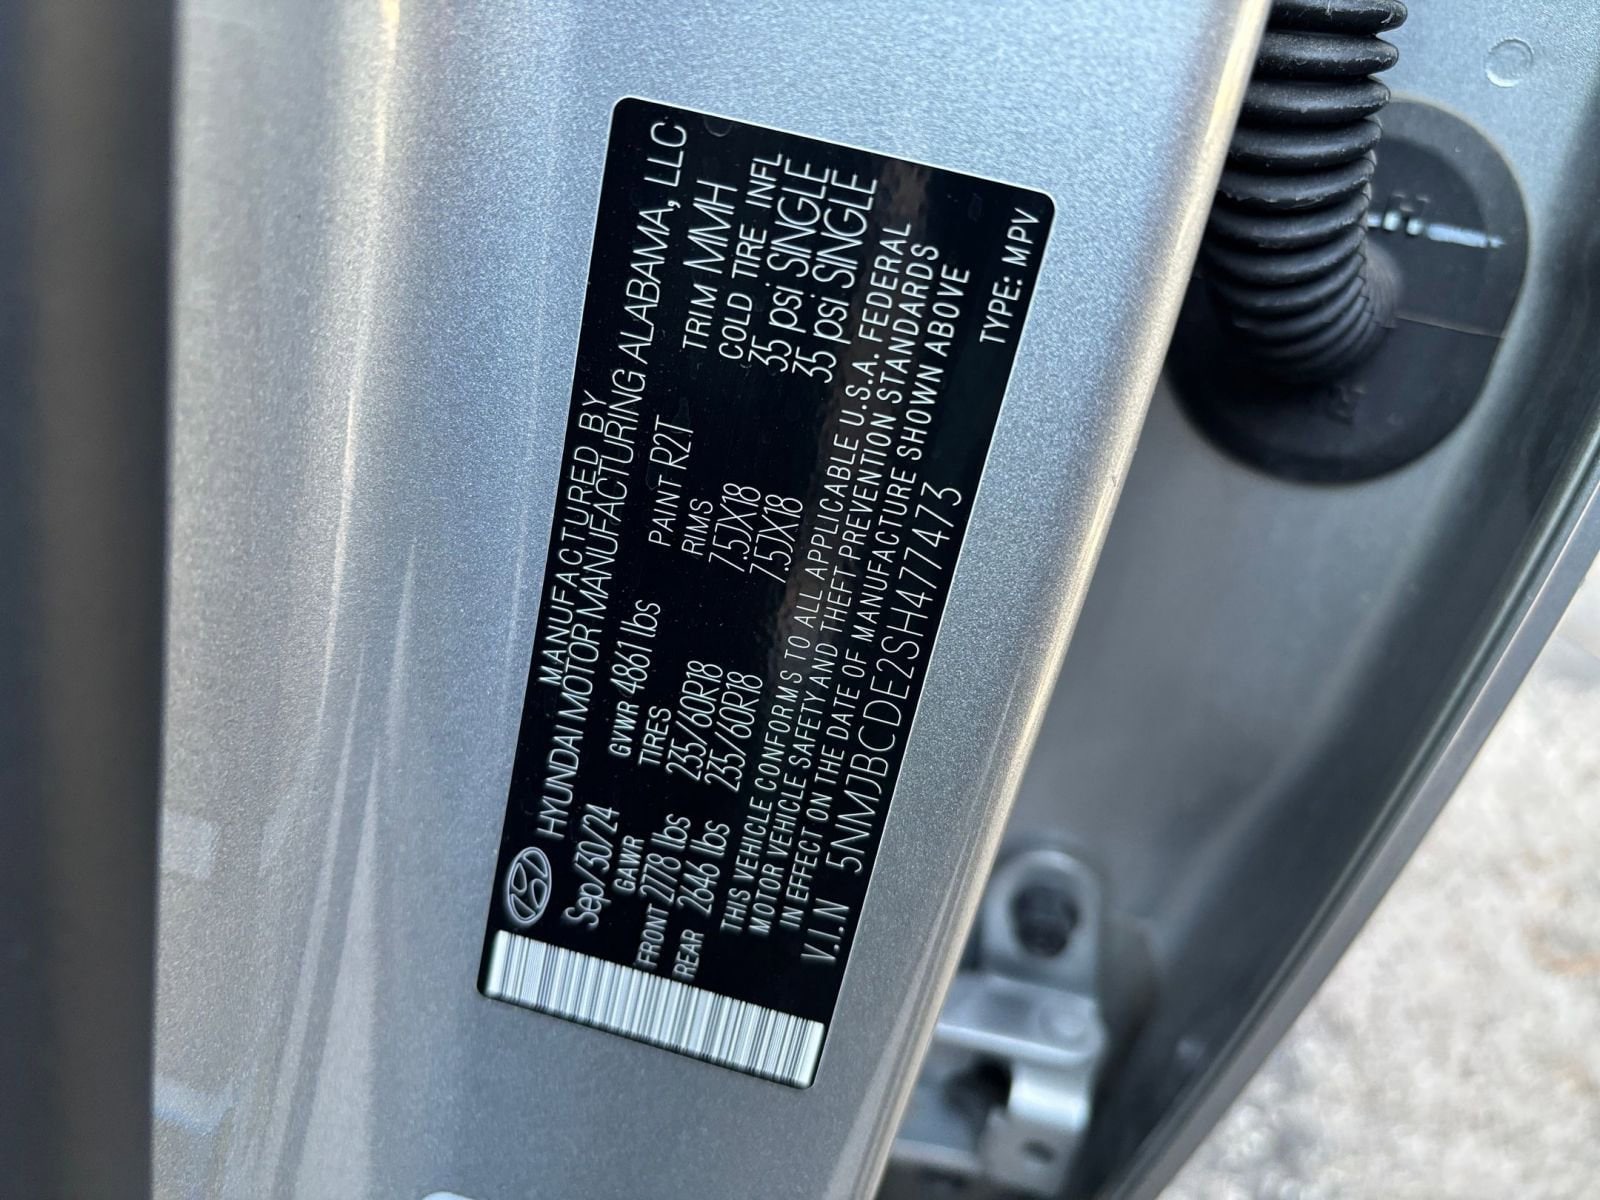 MANUFACTURED BY
HYUNDAI MOTOR MANUFACTURING ALABAMA, LLC
Sep/30/24 GVWR 4861 lbs PAINT R2T TRIM MMH
GAWR TIRES RIMS COLD TIRE INFL
FRONT 2778 lbs 235/60R18 7.5JX18 35 psi SINGLE
REAR 2646 lbs 235/60R18 7.5JX18 35 psi SINGLE
THIS VEHICLE CONFORMS TO ALL APPLICABLE U.S.A. FEDERAL
MOTOR VEHICLE SAFETY AND THEFT PREVENTION STANDARDS
IN EFFECT ON THE DATE OF MANUFACTURE SHOWN ABOVE
V.I.N 5NMJBCDE2SH477473 TYPE: MPV